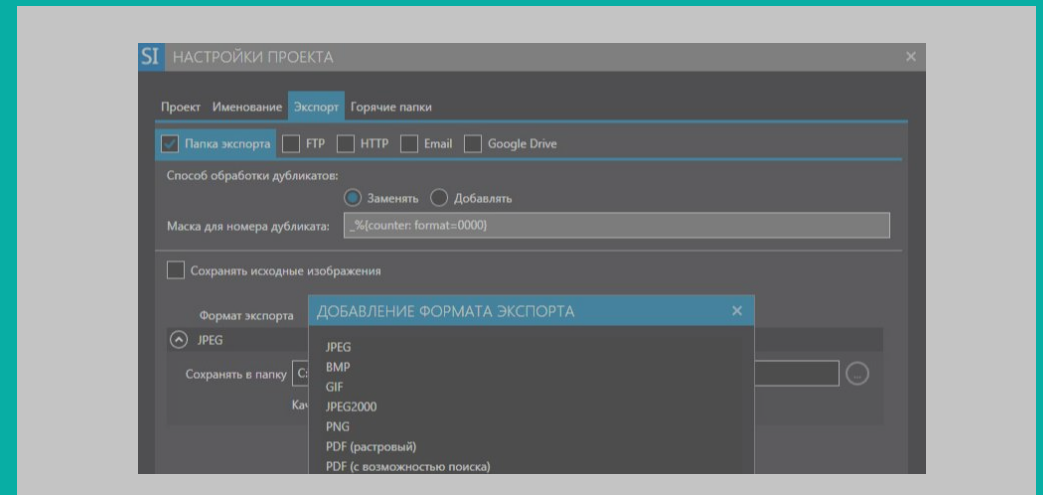 SI НАСТРОЙКИ ПРОЕКТА
Проект Именование Экспорт Горячие папки
Папка экспорта FTP HTTP Email Google Drive
Способ обработки дубликатов:
Заменять Добавлять
Маска для номера дубликата: _%{counter: format=0000}
Сохранять исходные изображения
Формат экспорта
JPEG
Сохранять в папку
ДОБАВЛЕНИЕ ФОРМАТА ЭКСПОРТА
JPEG
BMP
GIF
JPEG2000
PNG
PDF (растровый)
PDF (с возможностью поиска)